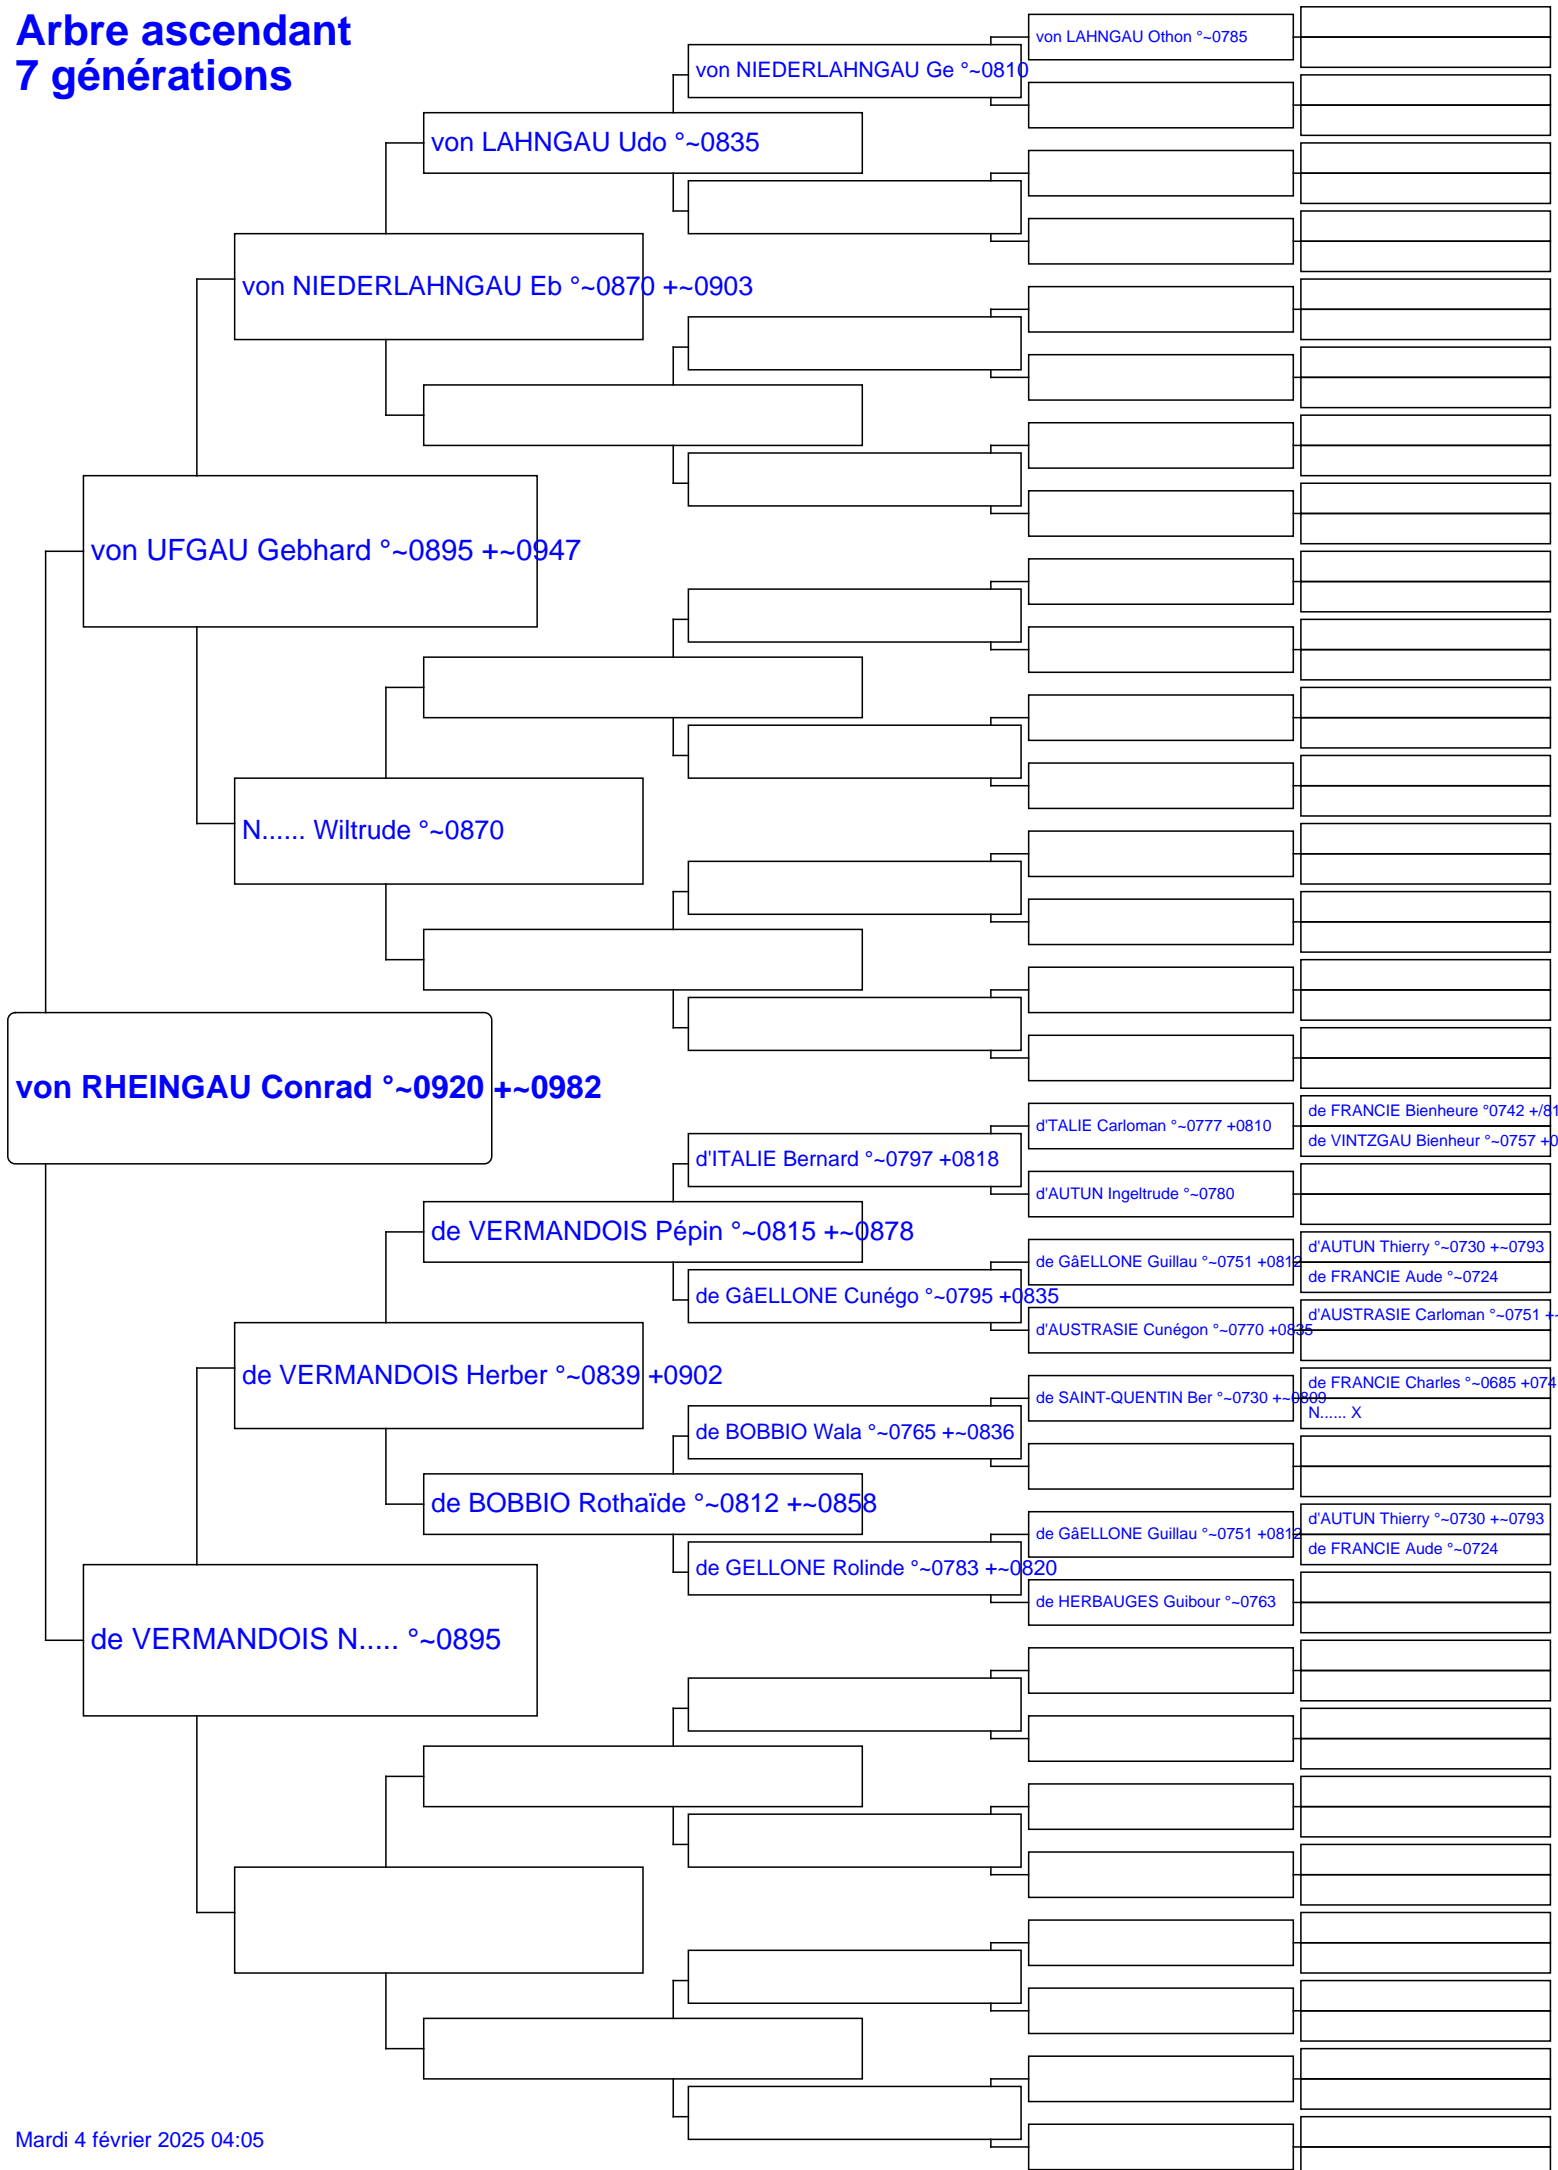 Arbre ascendant
7 générations
von LAHNGAU Othon °~0785
von NIEDERLAHNGAU Ge °~0810
von LAHNGAU Udo °~0835
von NIEDERLAHNGAU Eb °~0870 +~0903
von UFGAU Gebhard °~0895 +~0947
N...... Wiltrude °~0870
von RHEINGAU Conrad °~0920 +~0982
de FRANCIE Bienheure °0742 +/81
d'TALIE Carloman °~0777 +0810
de VINTZGAU Bienheur °~0757 +0
d'ITALIE Bernard °~0797 +0818
d'AUTUN Ingeltrude °~0780
de VERMANDOIS Pépin °~0815 +~0878
d'AUTUN Thierry °~0730 +~0793
de GâELLONE Guillau °~0751 +0812
de FRANCIE Aude °~0724
de GâELLONE Cunégo °~0795 +0835
d'AUSTRASIE Carloman °~0751 +~
d'AUSTRASIE Cunégon °~0770 +0835
de VERMANDOIS Herber °~0839 +0902
de FRANCIE Charles °~0685 +074
de SAINT-QUENTIN Ber °~0730 +~0809
N...... X
de BOBBIO Wala °~0765 +~0836
de BOBBIO Rothaïde °~0812 +~0858
d'AUTUN Thierry °~0730 +~0793
de GâELLONE Guillau °~0751 +0812
de FRANCIE Aude °~0724
de GELLONE Rolinde °~0783 +~0820
de HERBAUGES Guibour °~0763
de VERMANDOIS N..... °~0895
Mardi 4 février 2025 04:05